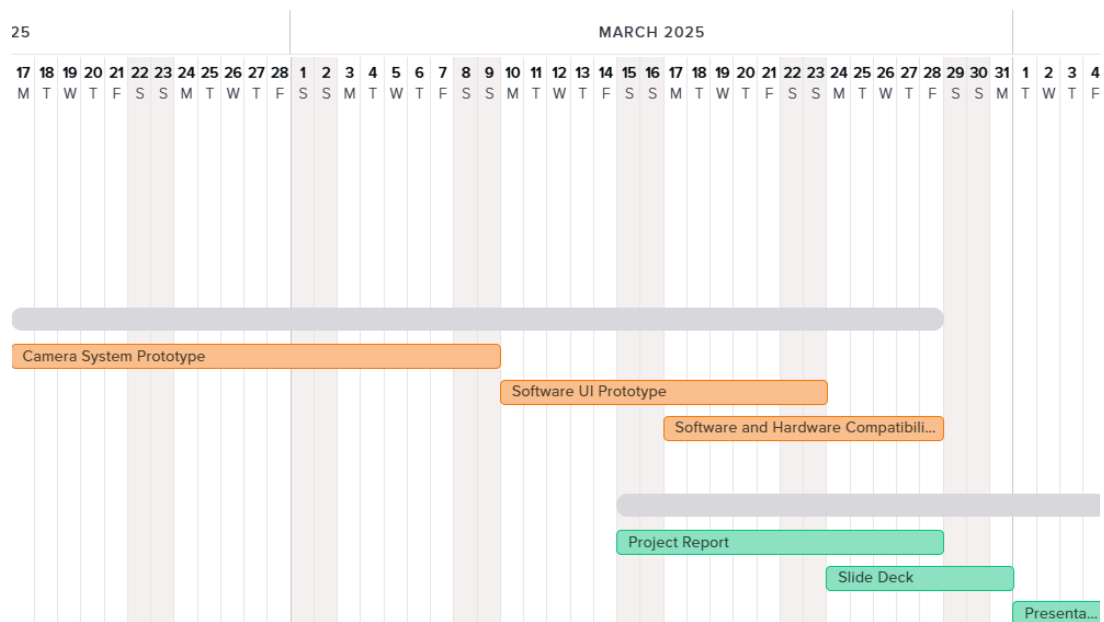 25 MARCH 2025
17 18 19 20 21 22 23 24 25 26 27 28 1 2 3 4 5 6 7 8 9 10 11 12 13 14 15 16 17 18 19 20 21 22 23 24 25 26 27 28 29 30 31 1 2 3 4
M T W T F S S M T W T F S S M T W T F S S M T W T F S S M T W T F S S M T W T F S S M T W T F
Camera System Prototype
Software UI Prototype
Software and Hardware Compatibili...
Project Report
Slide Deck
Presenta...